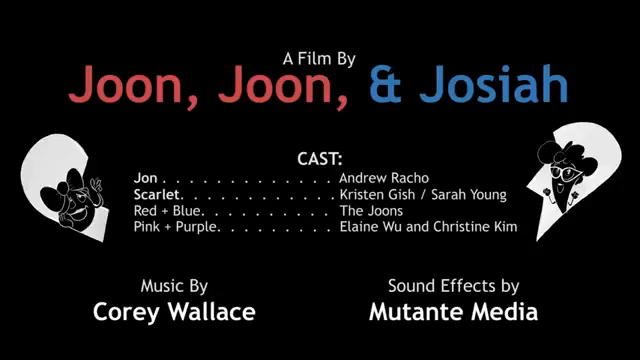 A Film By
Joon, Joon, & Josiah
CAST:
Jon . . . . . . . . . . . . . Andrew Racho
Scarlet. . . . . . . . . . . . Kristen Gish / Sarah Young
Red + Blue. . . . . . . . . . The Joons
Pink + Purple. . . . . . . . . Elaine Wu and Christine Kim
Music By
Corey Wallace
Sound Effects by
Mutante Media